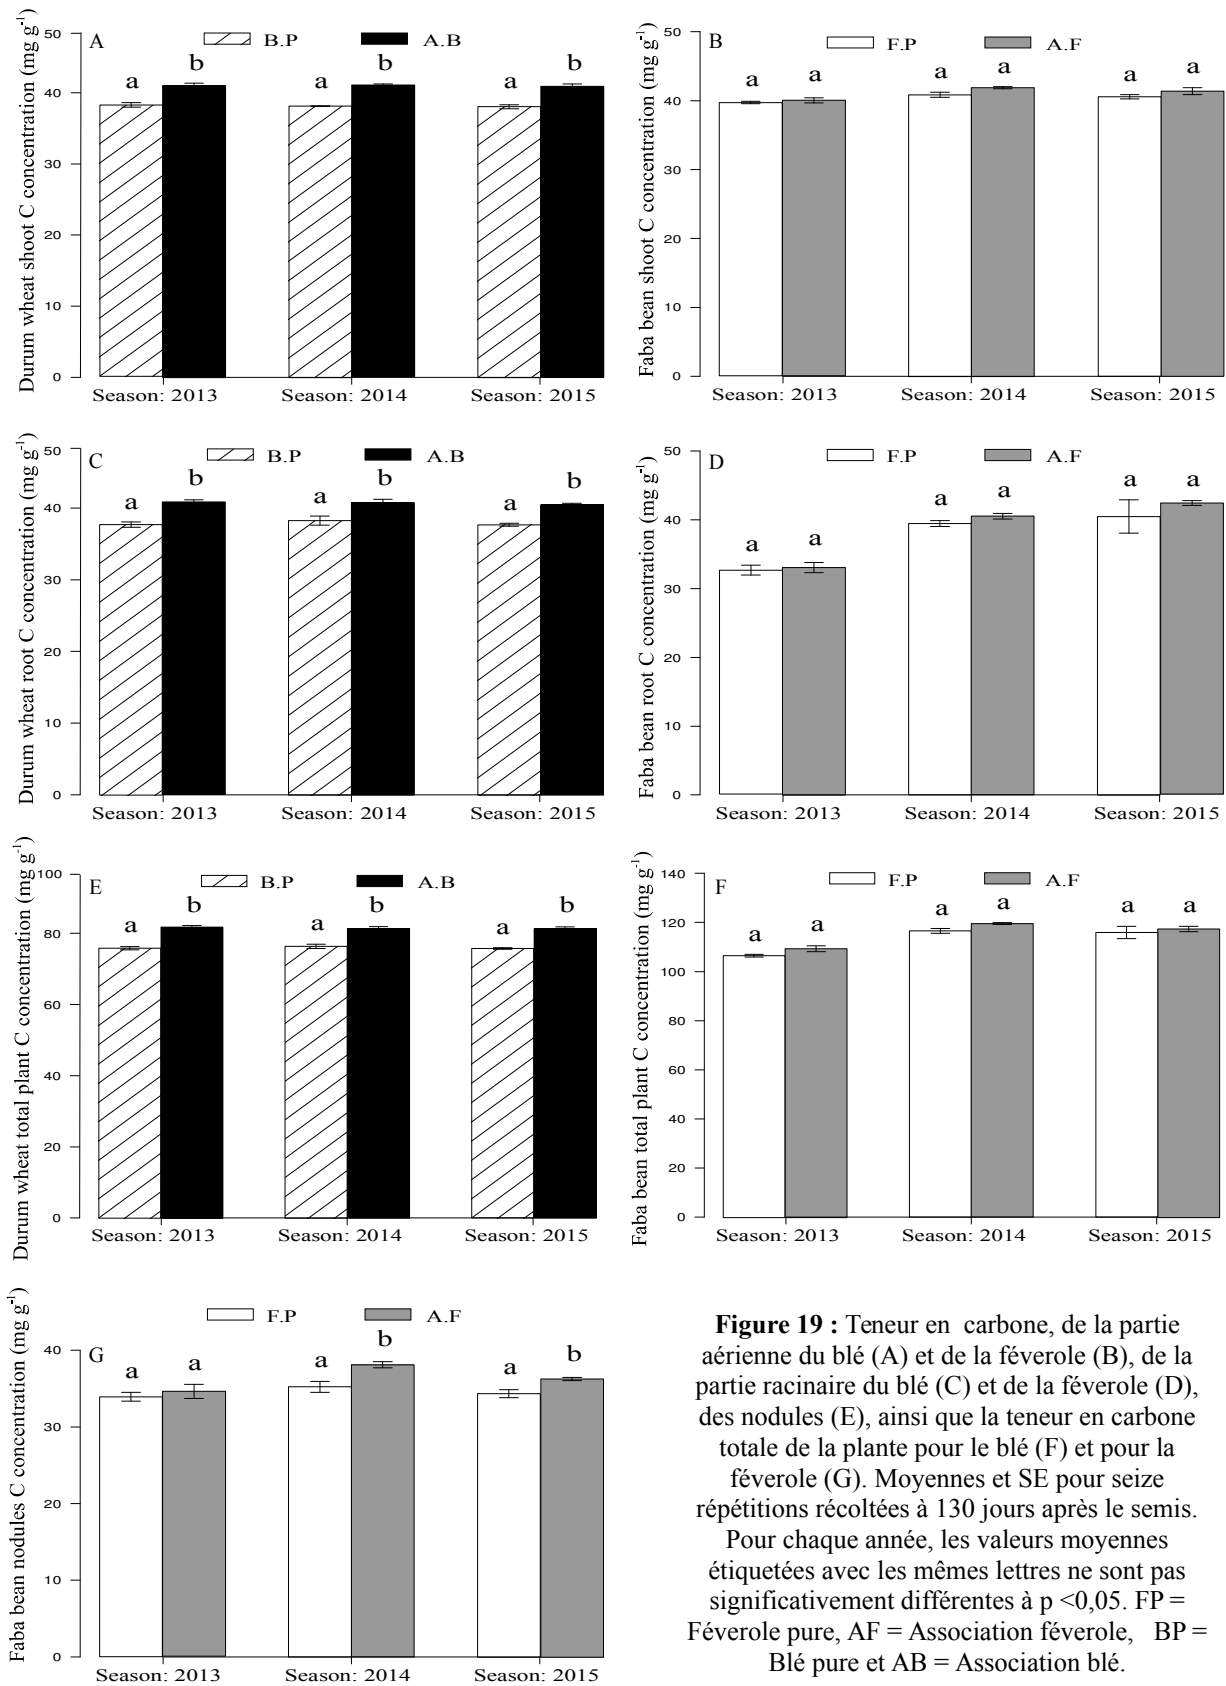 A
B.P
A.B
Durum wheat shoot C concentration (mg g-1)
50
40
30
20
10
0
a b a b a b
Season: 2013 Season: 2014 Season: 2015
B
F.P
A.F
Faba bean shoot C concentration (mg g-1)
50
40
30
20
10
0
a a a a a a
Season: 2013 Season: 2014 Season: 2015
C
B.P
A.B
Durum wheat root C concentration (mg g-1)
50
40
30
20
10
0
a b a b a b
Season: 2013 Season: 2014 Season: 2015
D
F.P
A.F
Faba bean root C concentration (mg g-1)
50
40
30
20
10
0
a a a a a a
Season: 2013 Season: 2014 Season: 2015
E
B.P
A.B
Durum wheat total plant C concentration (mg g-1)
100
80
60
40
20
0
a b a b a b
Season: 2013 Season: 2014 Season: 2015
F
F.P
A.F
Faba bean total plant C concentration (mg g-1)
140
120
100
80
60
40
20
0
a a a a a a
Season: 2013 Season: 2014 Season: 2015
G
F.P
A.F
Faba bean nodules C concentration (mg g-1)
40
30
20
10
0
a a a b a b
Season: 2013 Season: 2014 Season: 2015
Figure 19 : Teneur en carbone, de la partie
aérienne du blé (A) et de la féverole (B), de la
partie racinaire du blé (C) et de la féverole (D),
des nodules (E), ainsi que la teneur en carbone
totale de la plante pour le blé (F) et pour la
féverole (G). Moyennes et SE pour seize
répétitions récoltées à 130 jours après le semis.
Pour chaque année, les valeurs moyennes
étiquetées avec les mêmes lettres ne sont pas
significativement différentes à p <0,05. FP =
Féverole pure, AF = Association féverole, BP =
Blé pure et AB = Association blé.